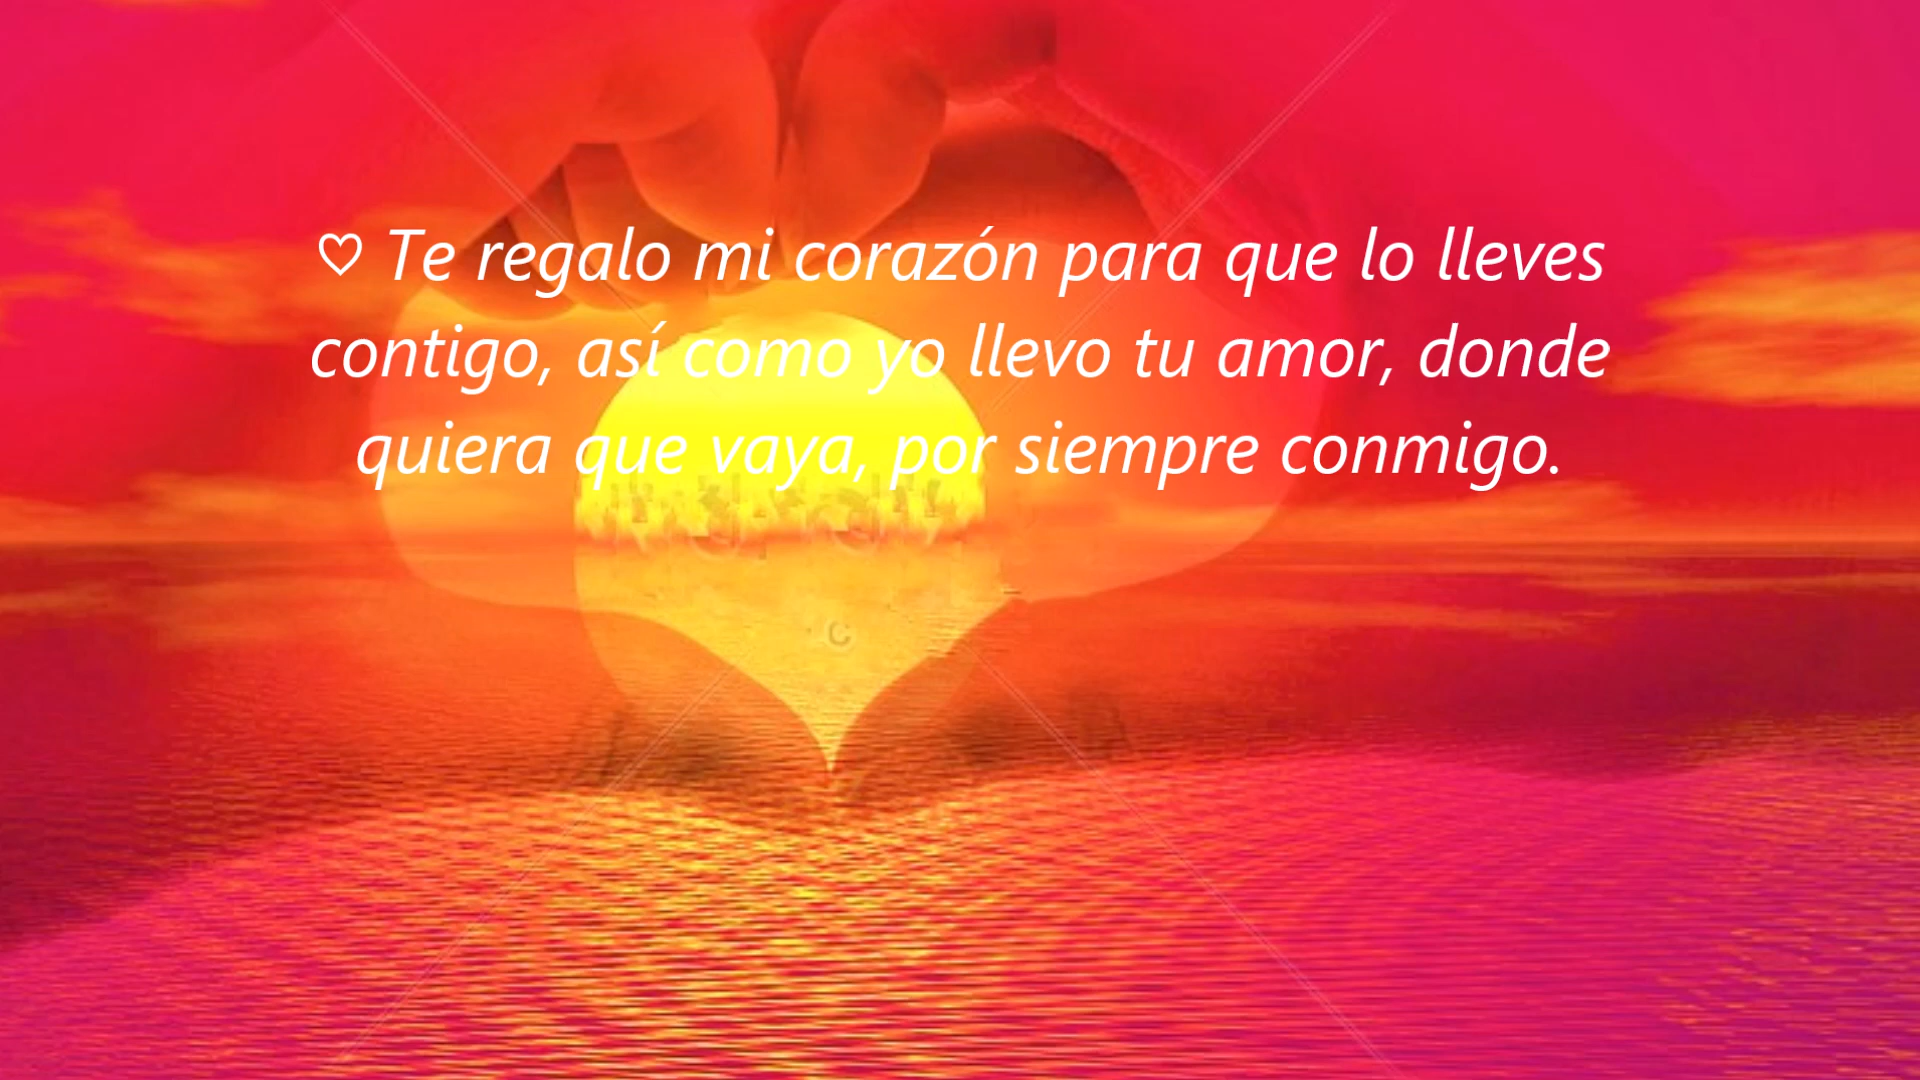 ♡ Te regalo mi corazón para que lo lleves
contigo, así como yo llevo tu amor, donde
quiera que vaya, por siempre conmigo.